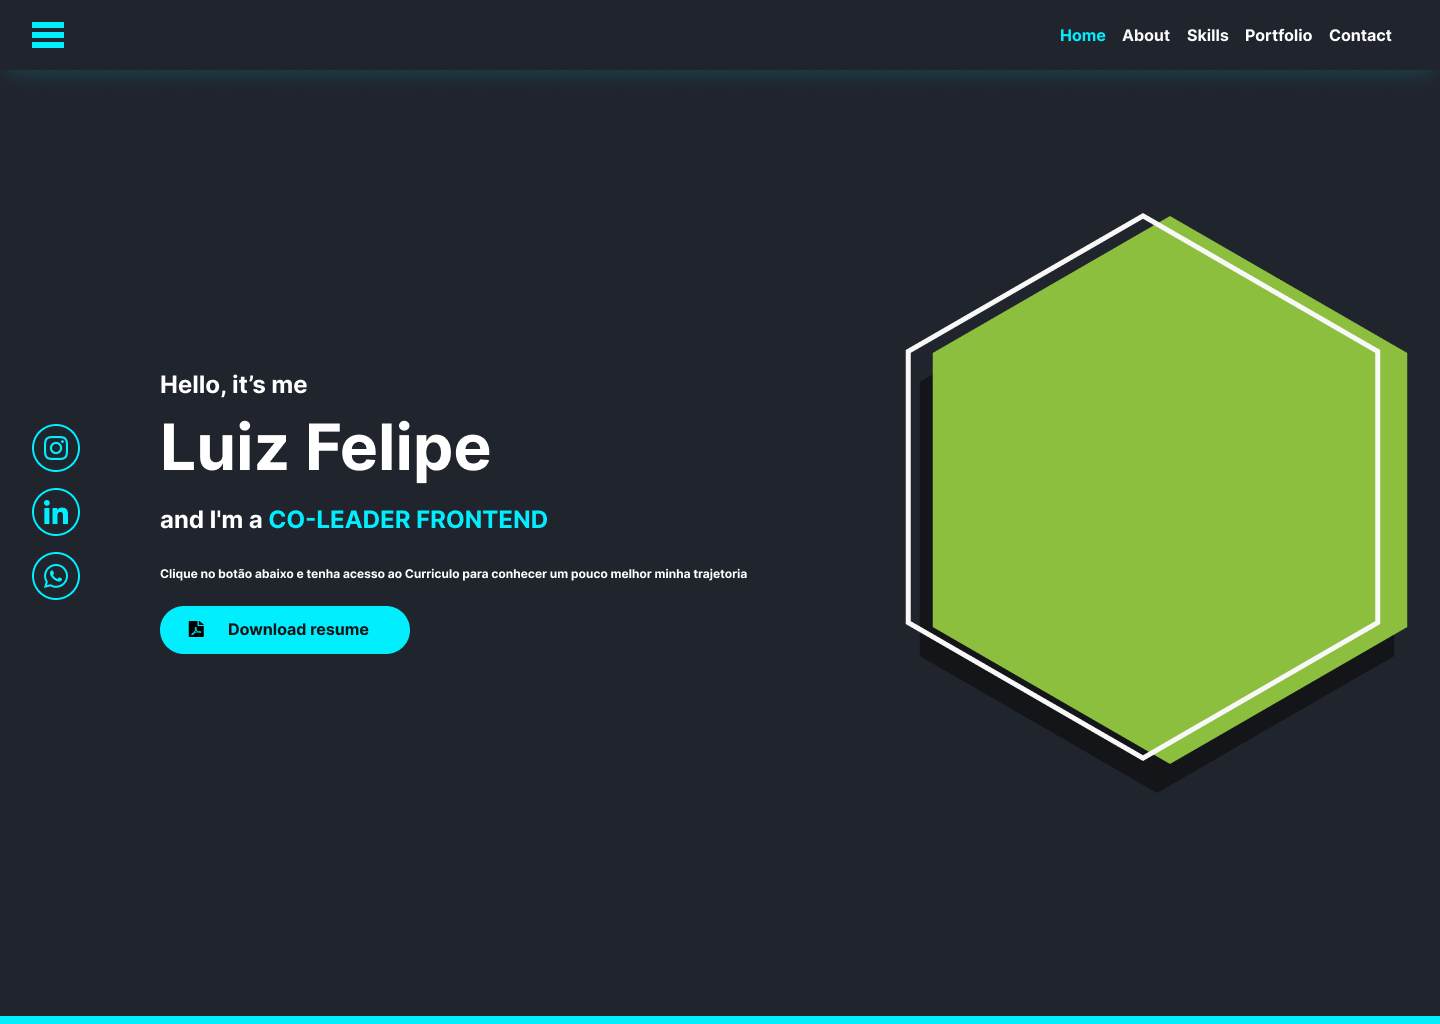 Home About Skills Portfolio Contact
Hello, it’s me
Luiz Felipe
and I'm a CO-LEADER FRONTEND
Clique no botão abaixo e tenha acesso ao Curriculo para conhecer um pouco melhor minha trajetoria
Download resume